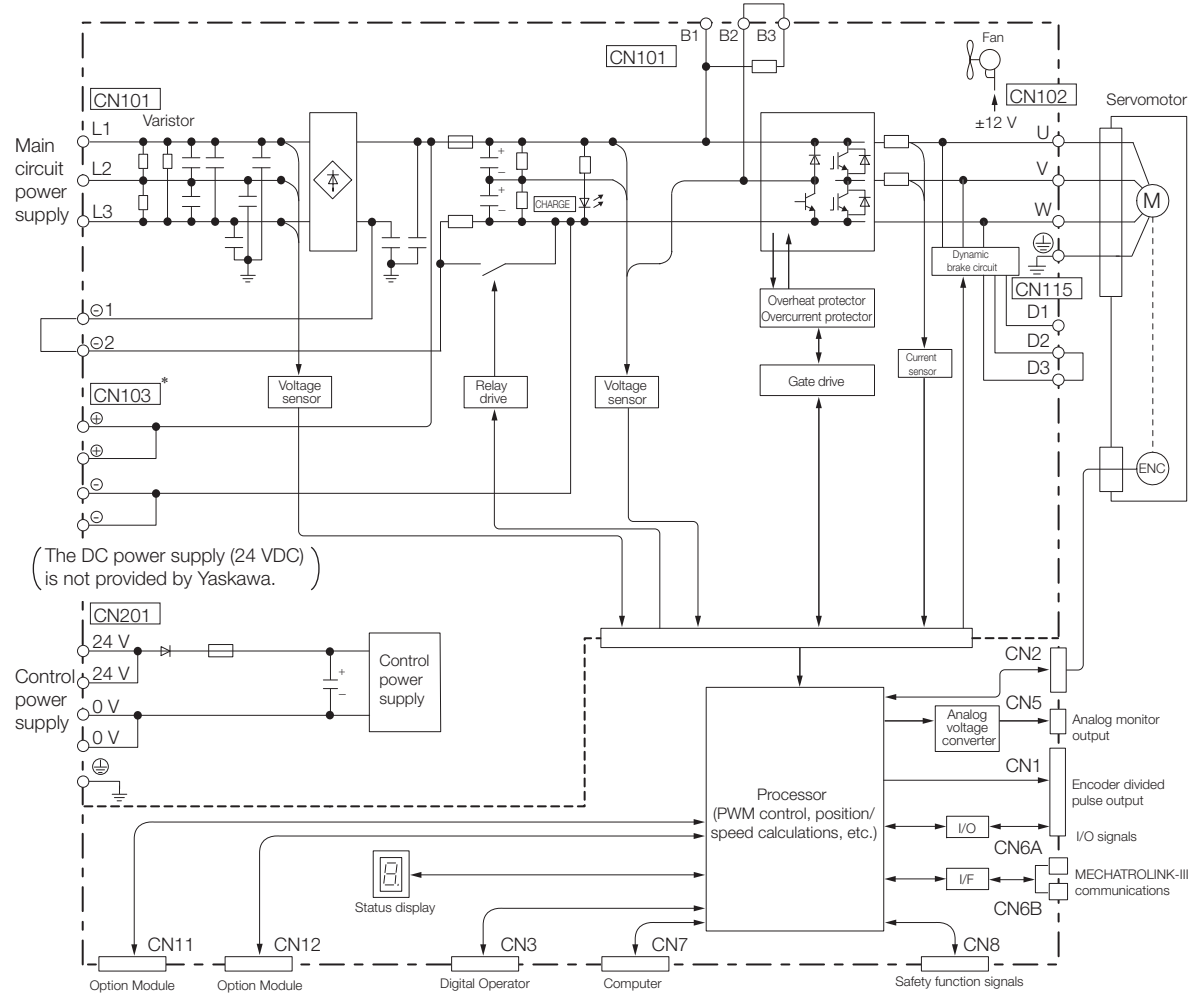 B1
B2
B3
CN101
Fan
CN102
±12 V
Servomotor
CN101
Varistor
Main
circuit
power
supply
L1
L2
L3
U
V
W
M
+
−
+
−
CHARGE
Dynamic
brake circuit
CN115
D1
D2
D3
⊖1
⊖2
Overheat protector
Overcurrent protector
Current
sensor
Gate drive
Voltage
sensor
Relay
drive
Voltage
sensor
CN103*
⊕
⊕
⊖
⊖
ENC
(The DC power supply (24 VDC)
is not provided by Yaskawa.)
CN201
24 V
24 V
0 V
0 V
Control
power
supply
+
−
Control
power
supply
CN2
CN5
Analog
voltage
converter
Analog monitor
output
CN1
Encoder divided
pulse output
Processor
(PWM control, position/
speed calculations, etc.)
I/O
I/O signals
CN6A
I/F
MECHATROLINK-III
communications
CN6B
8.
Status display
CN11
CN12
CN3
CN7
CN8
Option Module
Option Module
Digital Operator
Computer
Safety function signals